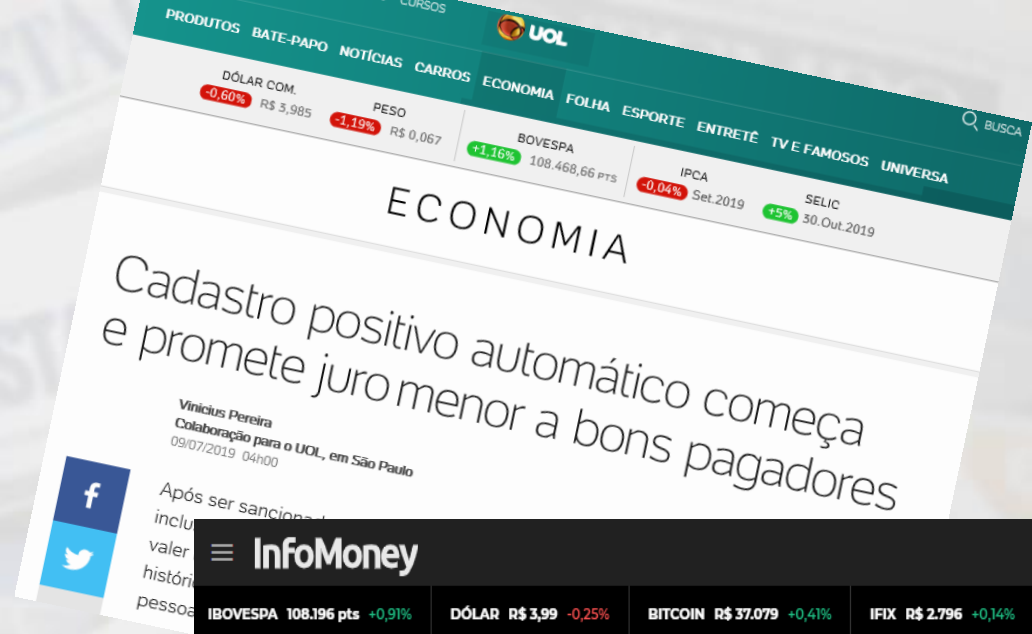 CURSOS
UOL
PRODUTOS BATE-PAPO NOTÍCIAS CARROS ECONOMIA FOLHA ESPORTE ENTRETÊ TV E FAMOSOS UNIVERSA
BUSCA
DÓLAR COM.
-0,60% R$ 3,985
PESO
-1,19% R$ 0,067
BOVESPA
+1,16% 108.468,66 PTS
IPCA
-0,04% Set.2019
SELIC
+5% 30.Out.2019
ECONOMIA
Cadastro positivo automático começa
e promete juro menor a bons pagadores
Vinicius Pereira
Colaboração para o UOL, em São Paulo
09/07/2019 04h00
Após ser
valer
InfoMoney
IBOVESPA 108.196 pts +0,91% DÓLAR R$ 3,99 -0,25% BITCOIN R$ 37.079 +0,41% IFIX R$ 2.796 +0,14%